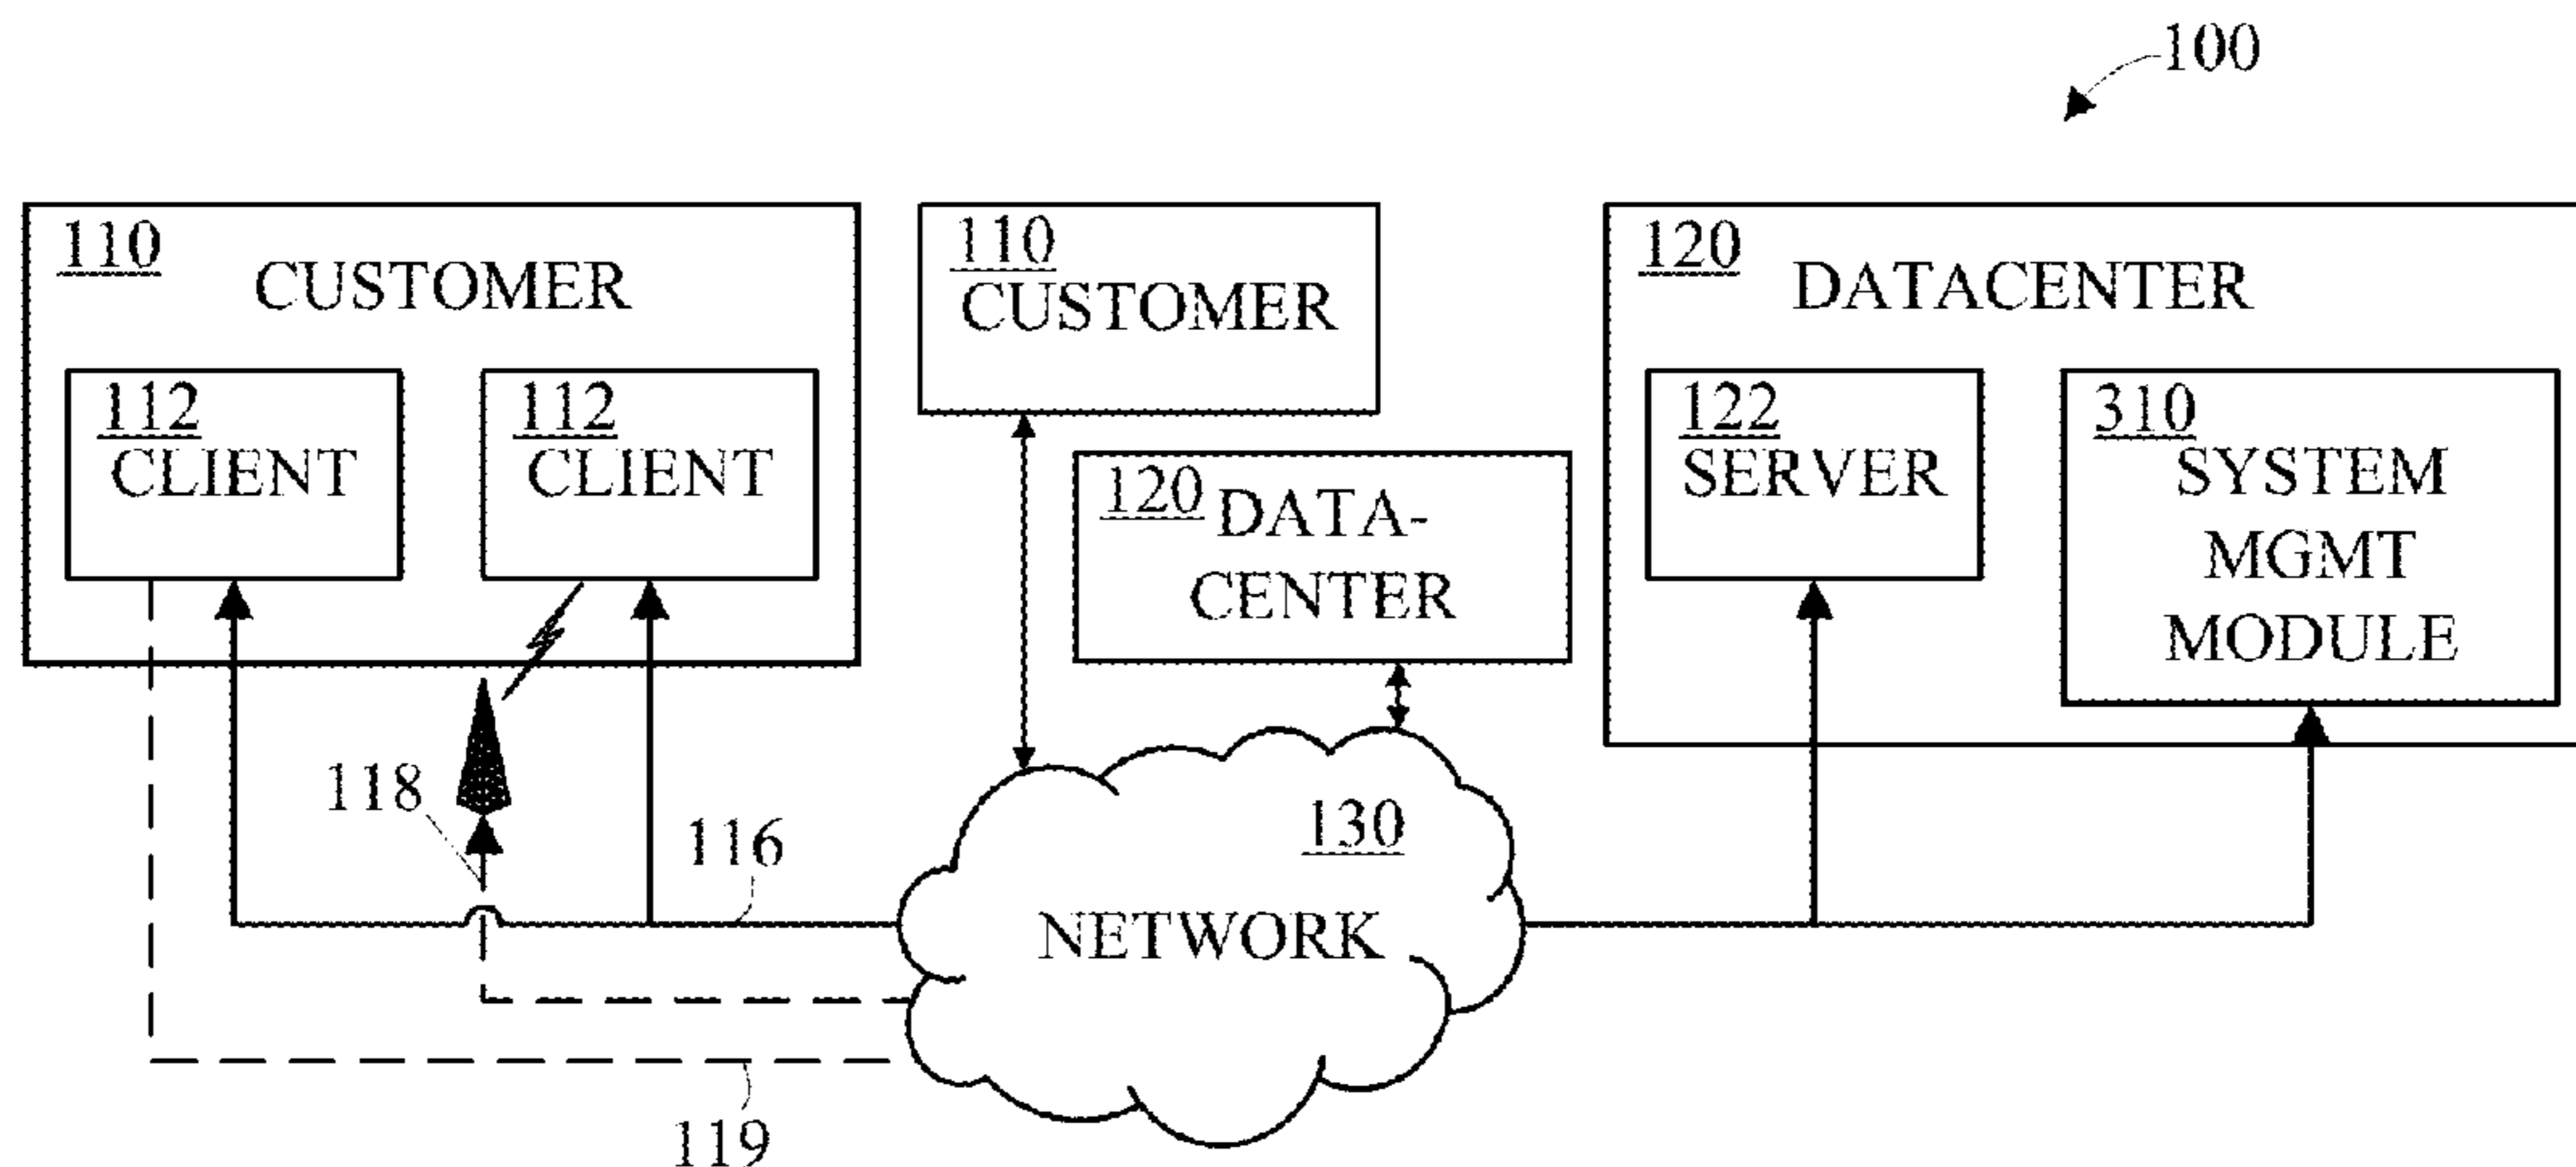 100
110
CUSTOMER
112
CLIENT
112
CLIENT
110
CUSTOMER
120
DATA-
CENTER
120
DATACENTER
122
SERVER
310
SYSTEM
MGMT
MODULE
118
116
130
NETWORK
119